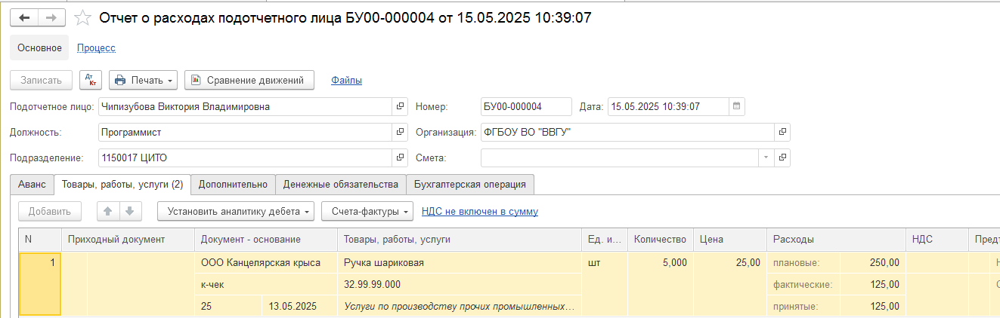 Отчет о расходах подотчетного лица БУ00-000004 от 15.05.2025 10:39:07
Основное Процесс
Записать Дт Кт Печать Сравнение движений Файлы
Подотчетное лицо: Чипизубова Виктория Владимировна Номер: БУ00-000004 Дата: 15.05.2025 10:39:07
Должность: Программист Организация: ФГБОУ ВО "ВВГУ"
Подразделение: 1150017 ЦИТО Смета:
Аванс Товары, работы, услуги (2) Дополнительно Денежные обязательства Бухгалтерская операция
Добавить Установить аналитику дебета Счета-фактуры НДС не включен в сумму
N Приходный документ Документ - основание Товары, работы, услуги Ед. и... Количество Цена Расходы НДС
1 ООО Канцелярская крыса Ручка шариковая шт 5,000 25,00 плановые: 250,00
к-чек 32.99.99.000 фактические: 125,00
25 13.05.2025 Услуги по производству прочих промышленных... принятые: 125,00